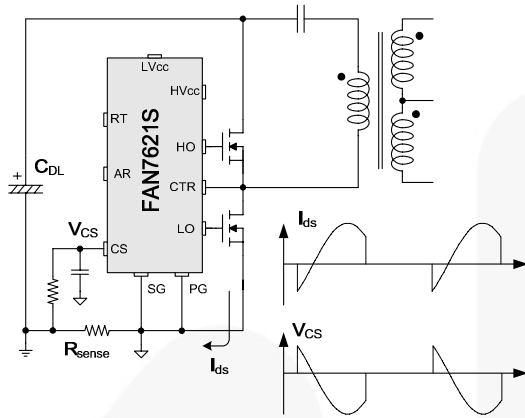 LVcc
HVcc
RT
FAN7621S
HO
+
CDL
AR
CTR
LO
VCS
CS
SG
PG
Rsense
Ids
Ids
VCS